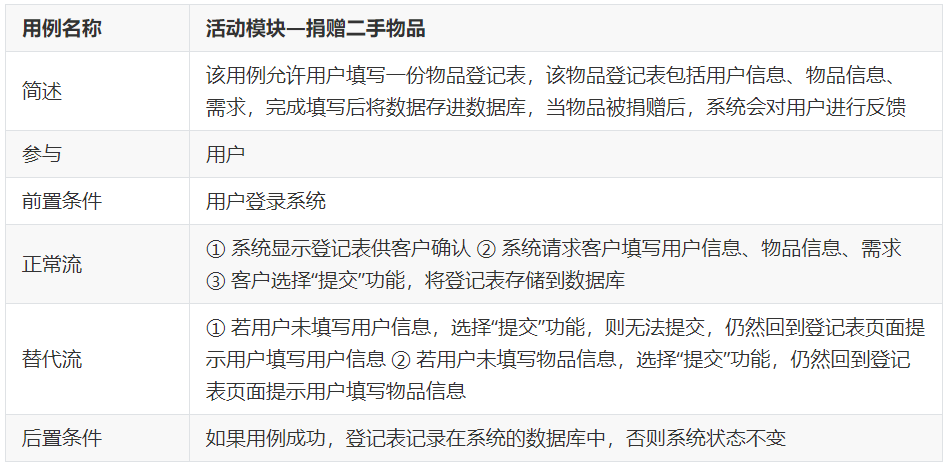 用例名称
活动模块—捐赠二手物品
简述
该用例允许用户填写一份物品登记表，该物品登记表包括用户信息、物品信息、
需求，完成填写后将数据存进数据库，当物品被捐赠后，系统会对用户进行反馈
参与
用户
前置条件
用户登录系统
正常流
① 系统显示登记表供客户确认 ② 系统请求客户填写用户信息、物品信息、需求
③ 客户选择“提交”功能，将登记表存储到数据库
替代流
① 若用户未填写用户信息，选择“提交”功能，则无法提交，仍然回到登记表页面提
示用户填写用户信息 ② 若用户未填写物品信息，选择“提交”功能，仍然回到登记
表页面提示用户填写物品信息
后置条件
如果用例成功，登记表记录在系统的数据库中，否则系统状态不变